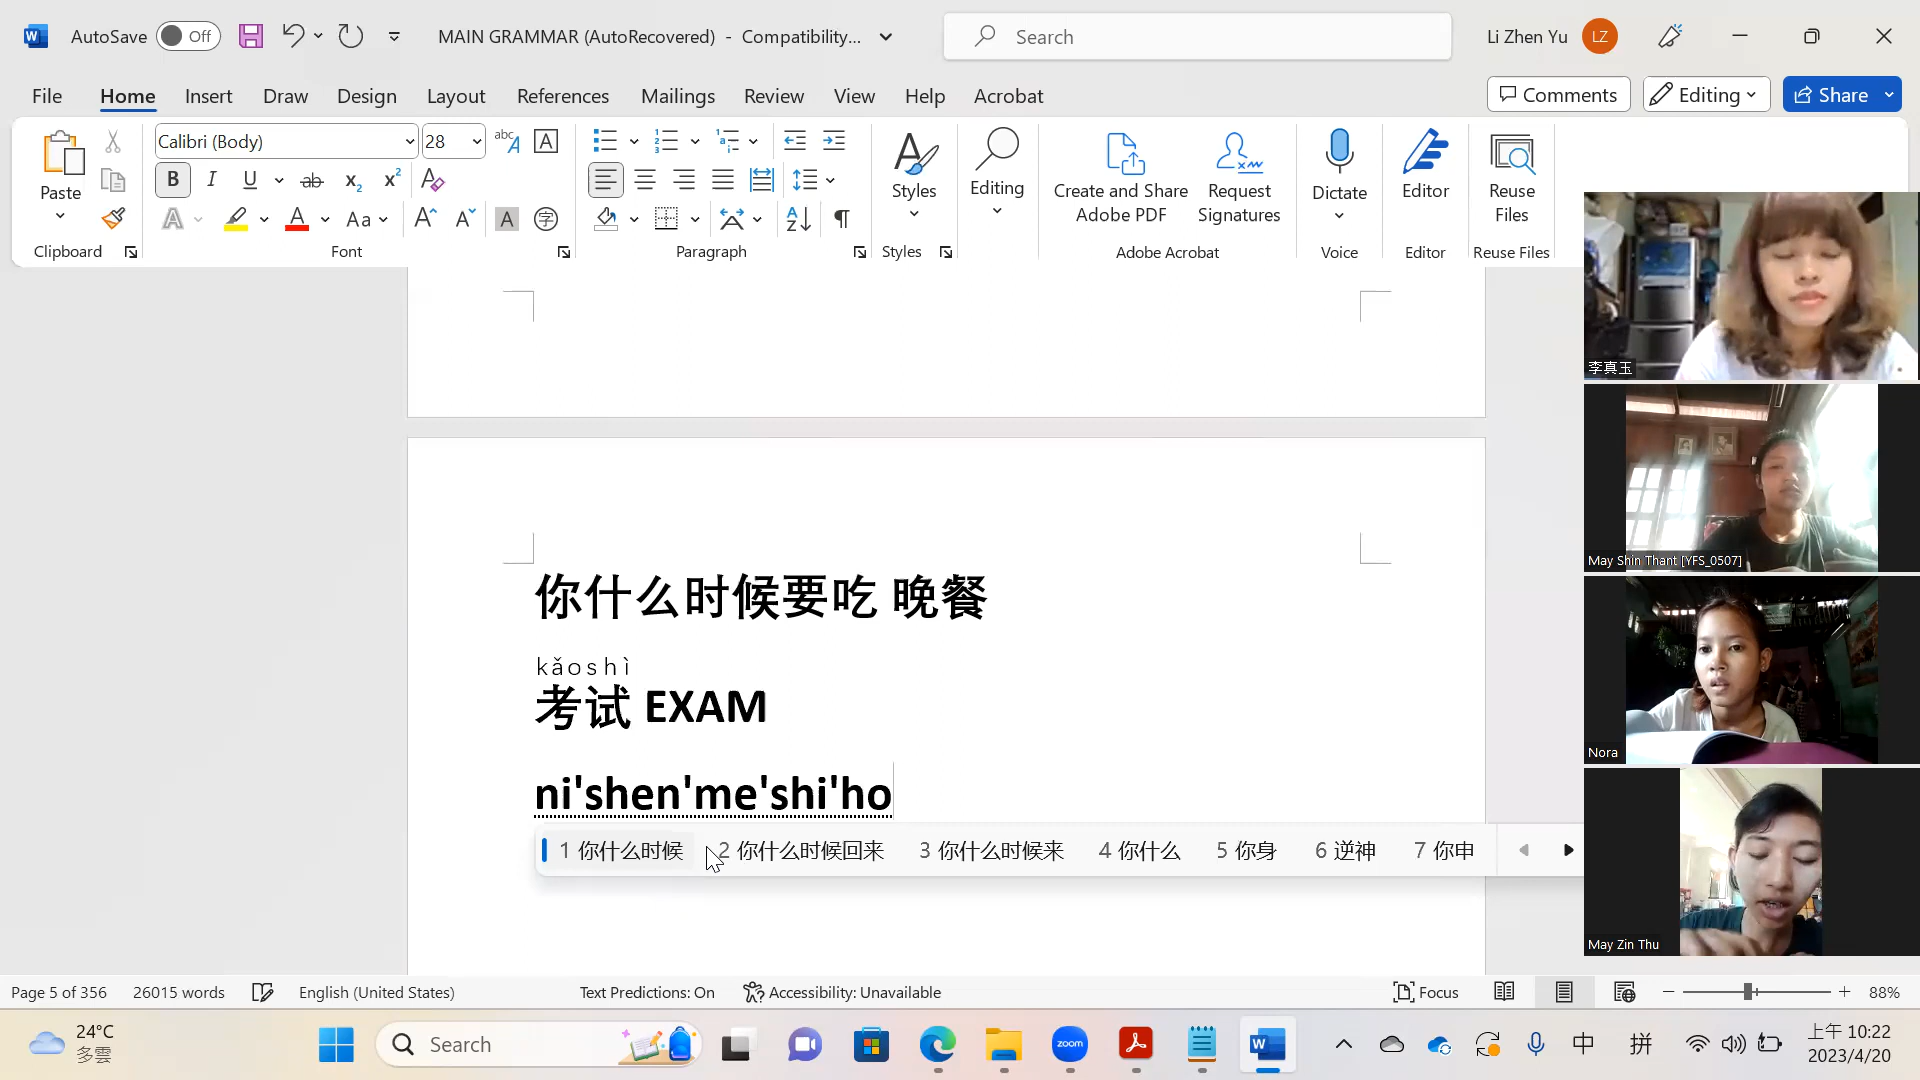 AutoSave Off MAIN GRAMMAR (AutoRecovered) - Compatibility... Search Li Zhen Yu LZ
File Home Insert Draw Design Layout References Mailings Review View Help Acrobat Comments Editing Share
Paste
Clipboard
Calibri (Body) 28
Font
Paragraph
Styles
Styles
Editing
Create and Share Adobe PDF
Request Signatures
Adobe Acrobat
Dictate
Voice
Editor
Editor
Reuse Files
Reuse Files
李真玉
May Shin Thant [YFS_0507]
Nora
May Zin Thu
你什么时候要吃 晚餐
kǎoshì
考试 EXAM
ni'shen'me'shi'ho
1 你什么时候 2 你什么时候回来 3 你什么时候来 4 你什么 5 你身 6 逆神 7 你申
Page 5 of 356 26015 words English (United States) Text Predictions: On Accessibility: Unavailable Focus 88%
24°C
多雲
Search
zoom
中 拼
上午 10:22
2023/4/20